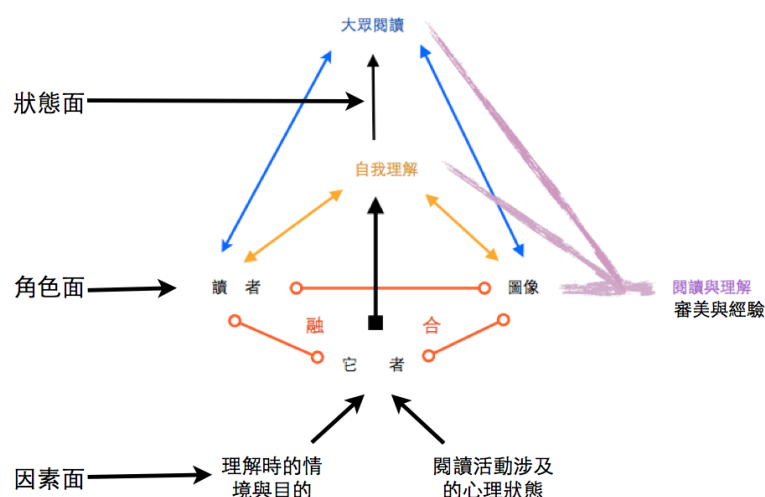 大眾閱讀
狀態面
自我理解
角色面
讀 者
圖像
閱讀與理解
審美與經驗
融 合
它 者
因素面
理解時的情
境與目的
閱讀活動涉及
的心理狀態